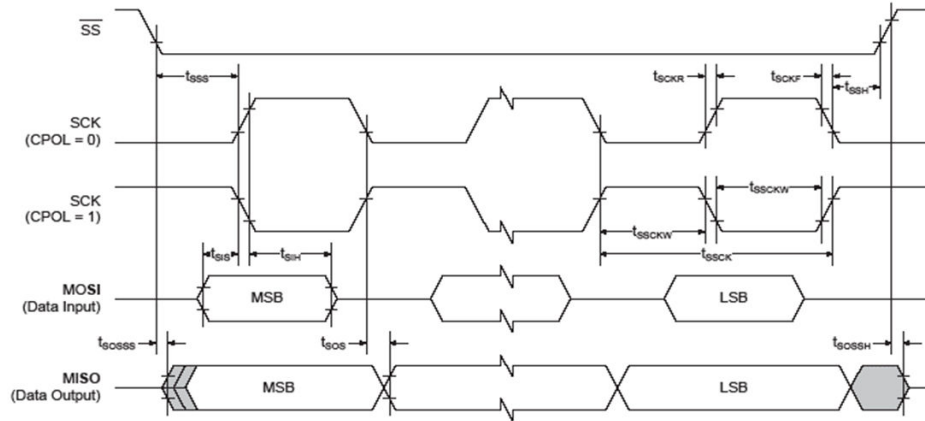 SS
tSSS
tSCKR
tSCKF
tSSH
SCK
(CPOL = 0)
SCK
(CPOL = 1)
tSSCKW
tSSCKW
tSSCK
tSIS
tSIH
MOSI
(Data Input)
MSB
LSB
tSOSSS
tSOS
tSOSSH
MISO
(Data Output)
MSB
LSB